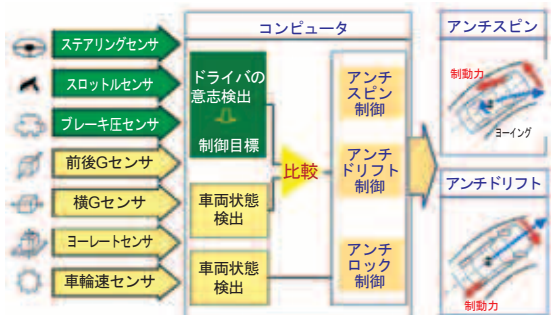 コンピュータ
アンチスピン
ステアリングセンサ
スロットルセンサ
ブレーキ圧センサ
前後Gセンサ
横Gセンサ
ヨーレートセンサ
車輪速センサ
ドライバの
意志検出
制御目標
車両状態
検出
車両状態
検出
比較
アンチ
スピン
制御
アンチ
ドリフト
制御
アンチ
ロック
制御
制動力
ヨーイング
アンチドリフト
制動力